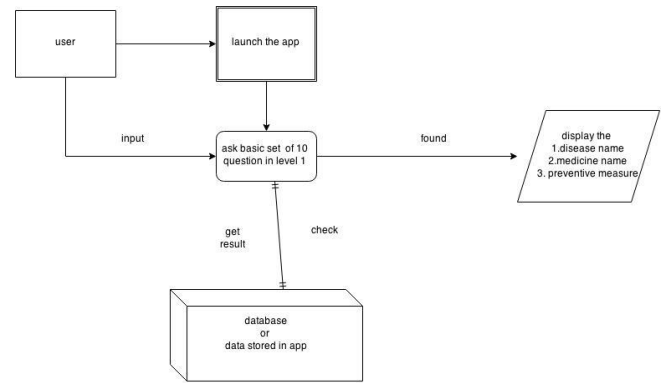 user
launch the app
input
ask basic set of 10
question in level 1
found
display the
1.disease name
2.medicine name
3. preventive measure
get
result
check
database
or
data stored in app